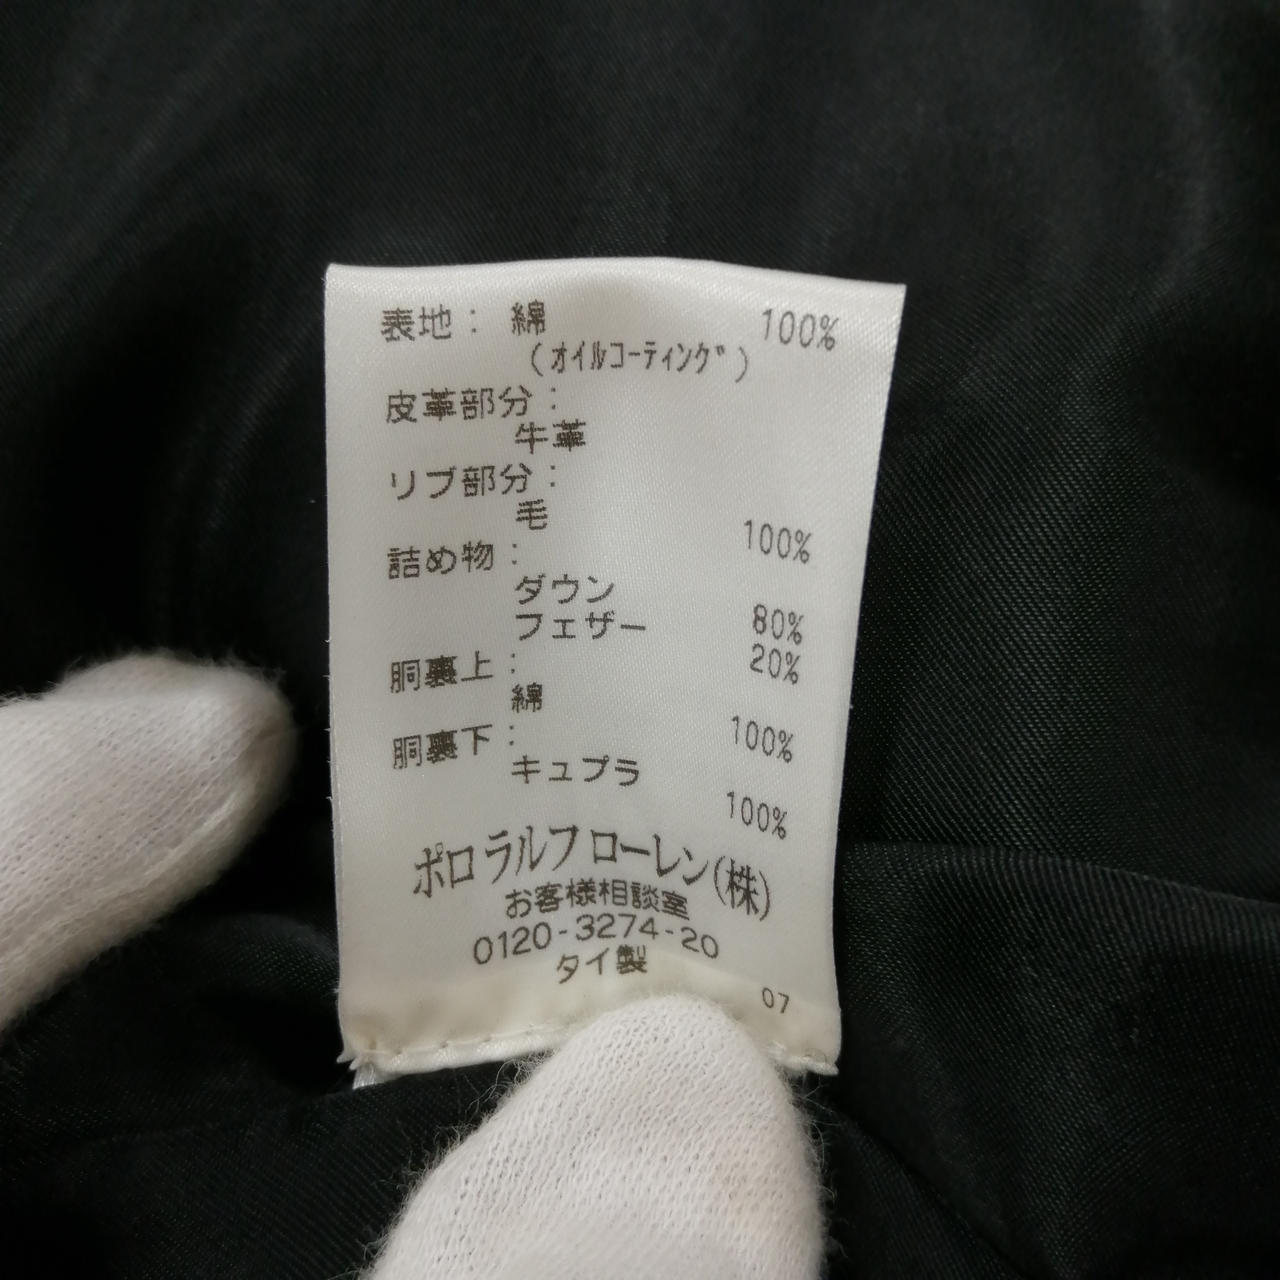 表地： 綿 100%
(ｵｲﾙｺｰﾃｨﾝｸﾞ)
皮革部分：
牛革
リブ部分：
毛 100%
詰め物：
ダウン 80%
フェザー 20%
胴裏上：
綿 100%
胴裏下：
キュプラ 100%
ポロ ラルフ ローレン(株)
お客様相談室
0120-3274-20
タイ製
07